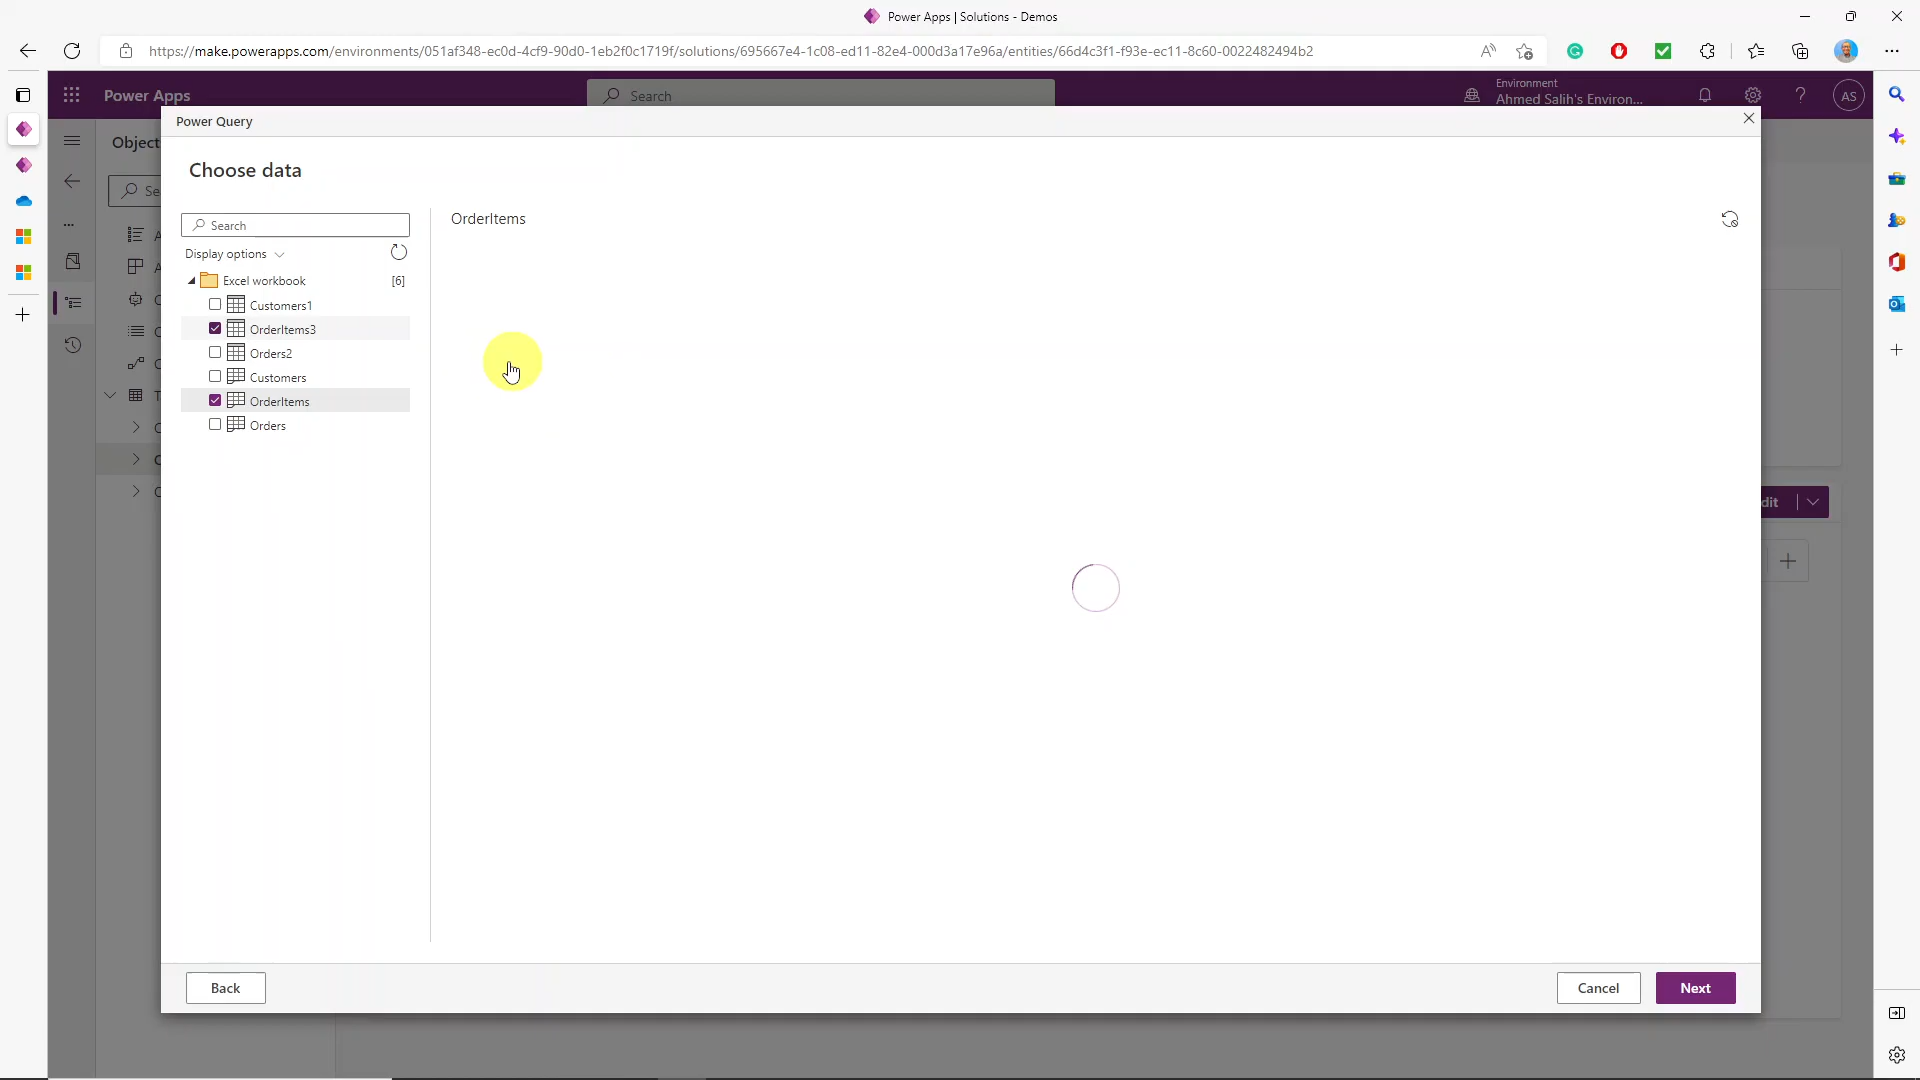 Power Apps | Solutions - Demos
https://make.powerapps.com/environments/051af348-ec0d-4cf9-90d0-1eb2f0c1719f/solutions/695667e4-1c08-ed11-82e4-000d3a17e96a/entities/66d4c3f1-f93e-ec11-8c60-0022482494b2
Power Apps
Search
Environment
Ahmed Salih's Environ...
AS
Object
Power Query
Choose data
Search
Display options
Excel workbook [6]
Customers1
OrderItems3
Orders2
Customers
OrderItems
Orders
OrderItems
dit
Back
Cancel
Next